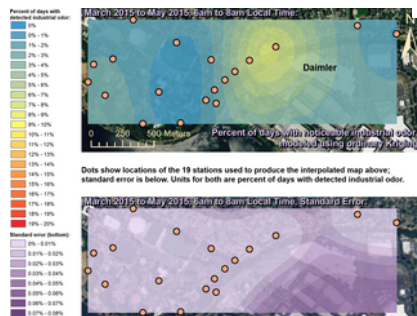 Percent of days with
detected industrial odor:
0%
0% - 1%
1% - 2%
2% - 3%
3% - 4%
4% - 5%
5% - 6%
6% - 7%
7% - 8%
8% - 9%
9% - 10%
10% - 11%
11% - 12%
12% - 13%
13% - 14%
14% - 15%
15% - 16%
16% - 17%
17% - 18%
18% - 19%
19% - 20%
Standard error (bottom):
0% - 0.01%
0.01% - 0.02%
0.02% - 0.03%
0.03% - 0.04%
0.04% - 0.05%
0.05% - 0.06%
0.06% - 0.07%
0.07% - 0.08%
March 2015 to May 2015, 6am to 8am Local Time:
N
Daimler
0 250 500 Meters
Percent of days with noticeable industrial odor
modeled using ordinary Kriging
Dots show locations of the 19 stations used to produce the interpolated map above;
standard error is below. Units for both are percent of days with detected industrial odor.
March 2015 to May 2015, 6am to 8am Local Time, Standard Error: